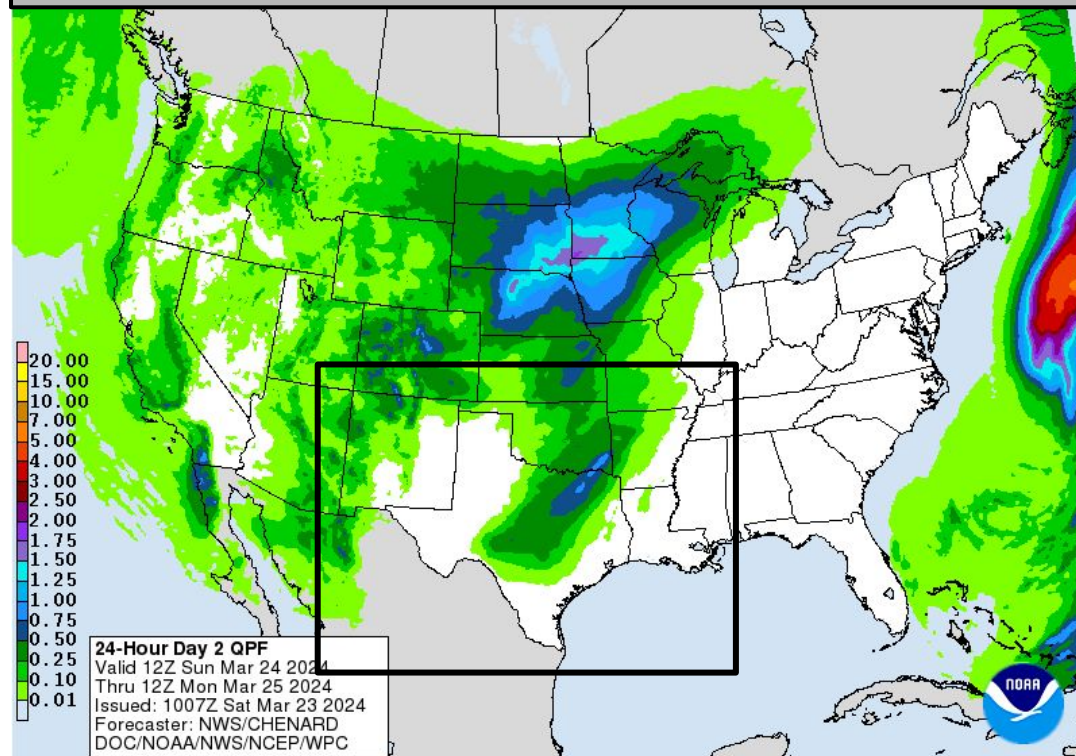 20.00
15.00
10.00
7.00
5.00
4.00
3.00
2.50
2.00
1.75
1.50
1.25
1.00
0.75
0.50
0.25
0.10
0.01
24-Hour Day 2 QPF
Valid 12Z Sun Mar 24 2024
Thru 12Z Mon Mar 25 2024
Issued: 1007Z Sat Mar 23 2024
Forecaster: NWS/CHENARD
DOC/NOAA/NWS/NCEP/WPC
NOAA